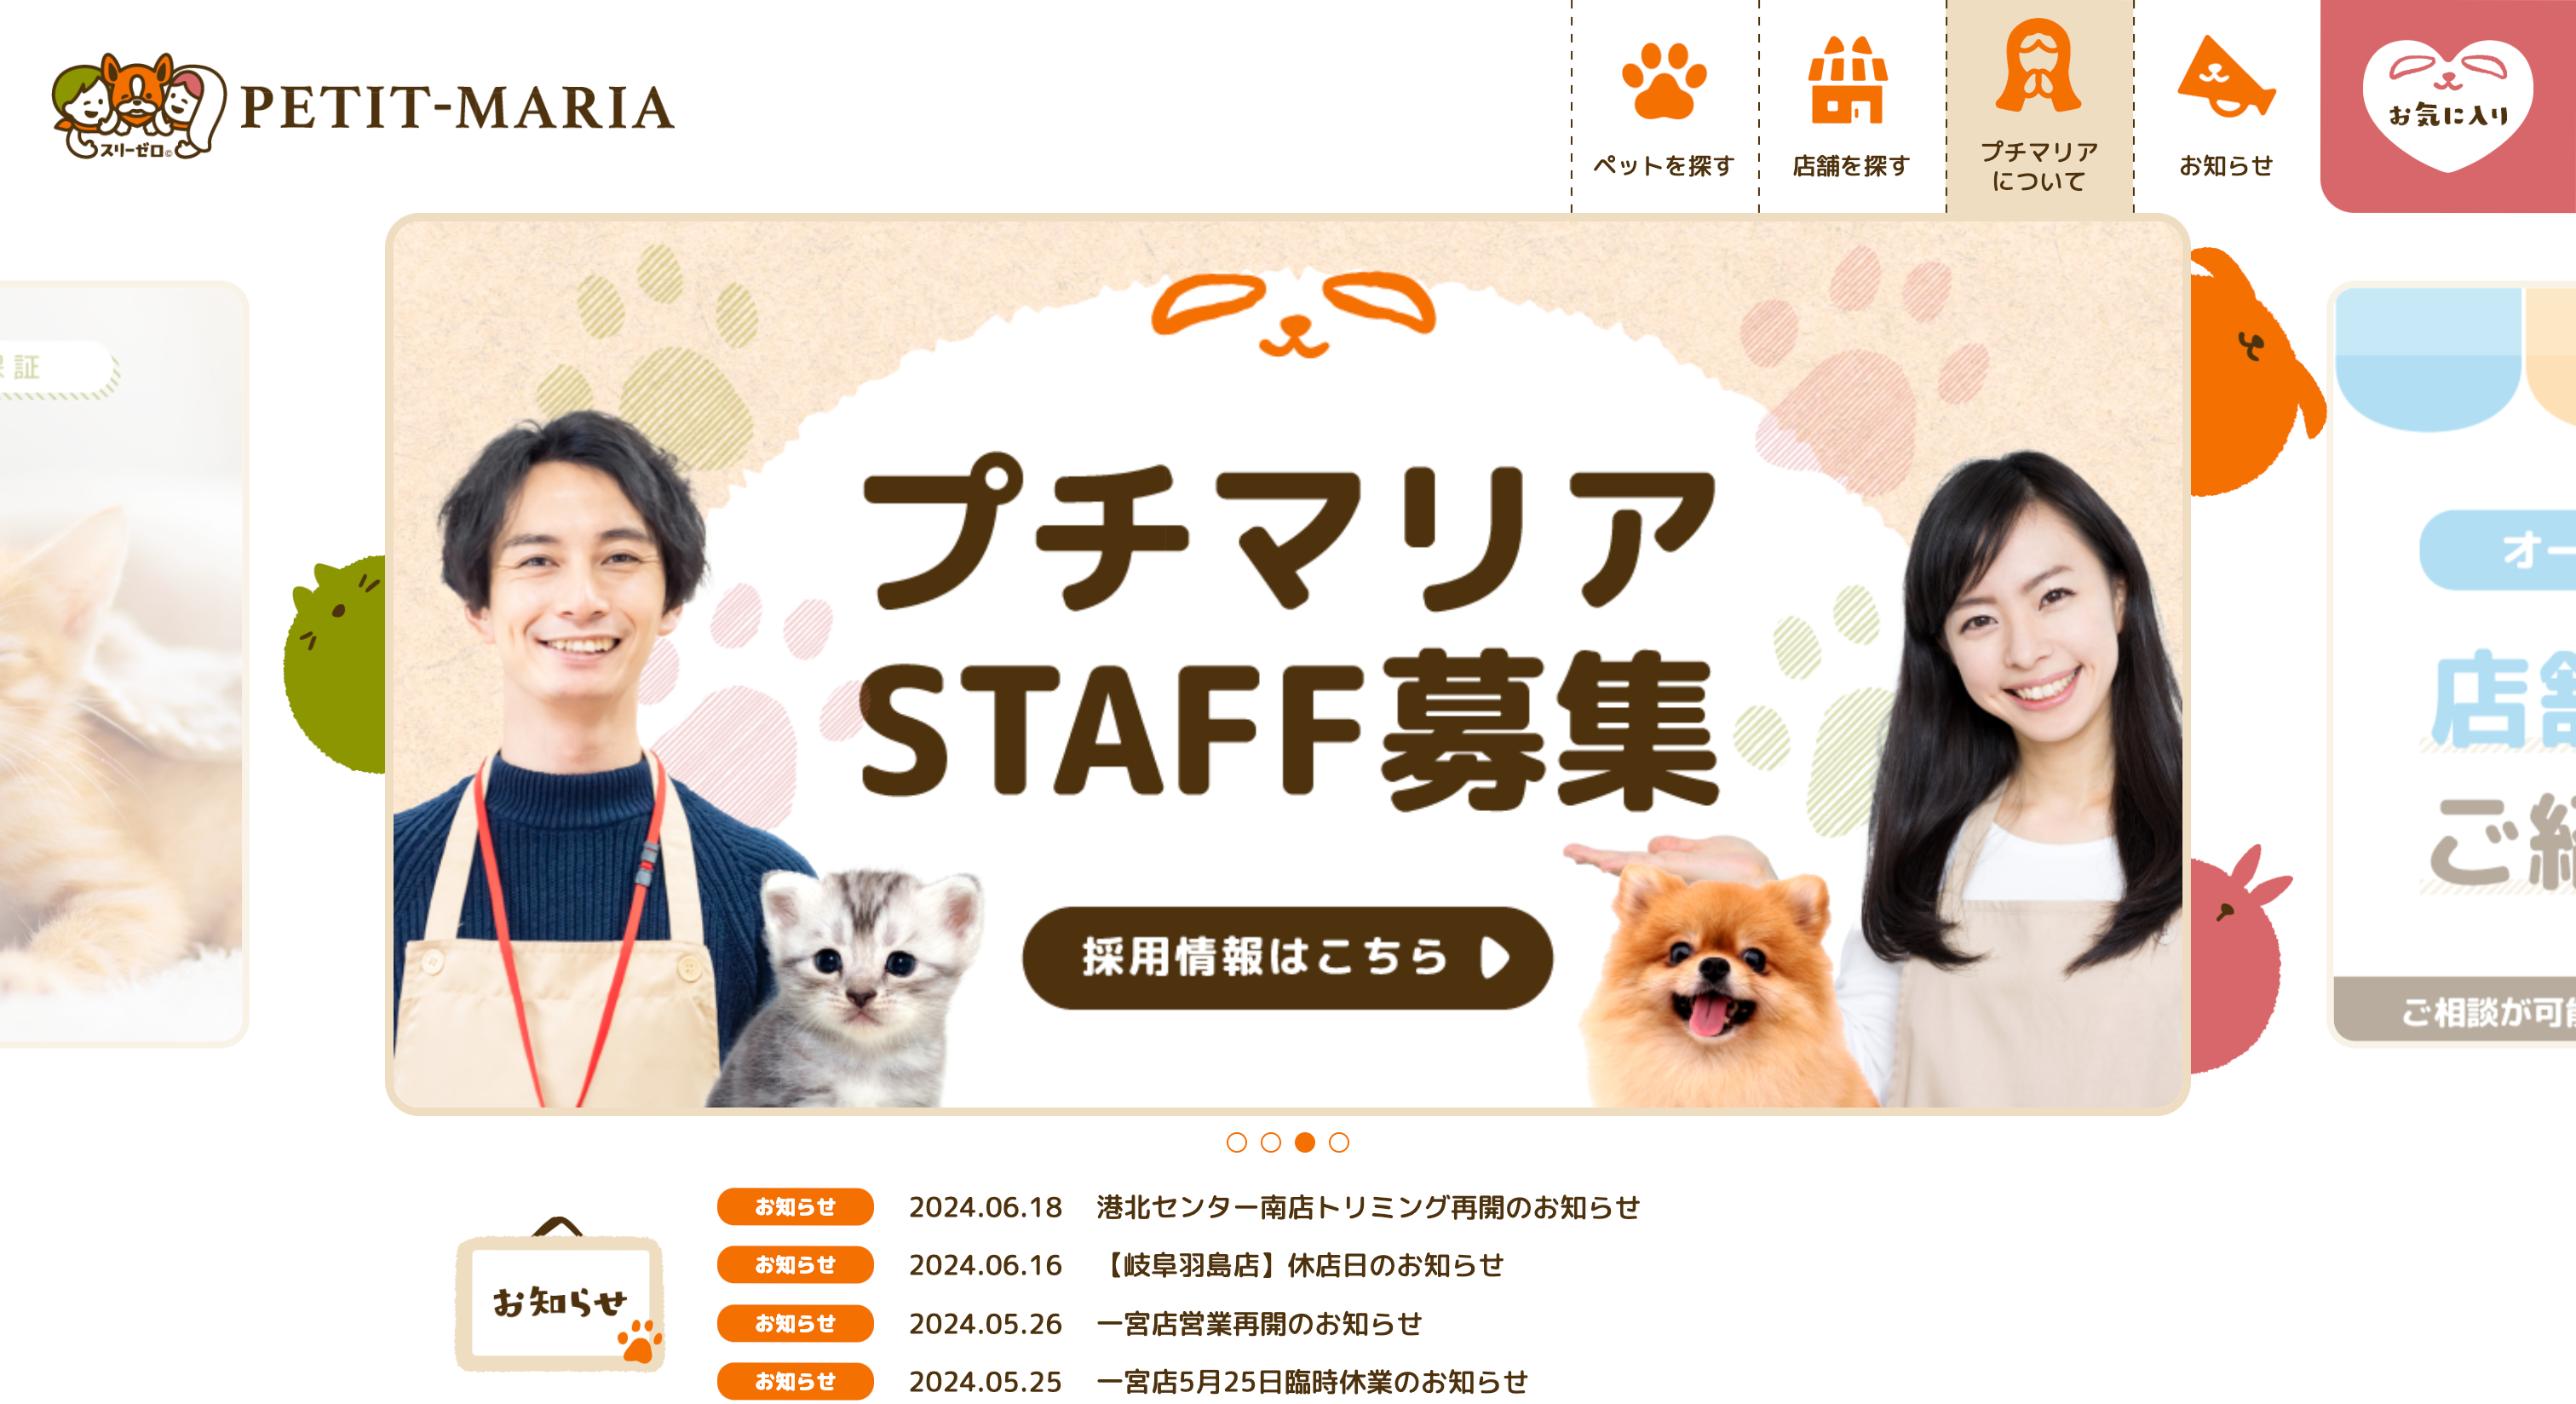 スリーゼロ©
PETIT-MARIA
ペットを探す
店舗を探す
プチマリア
について
お知らせ
お気に入り
証
プチマリア
STAFF募集
採用情報はこちら
オー
店
ご
ご相談が可能
お知らせ
お知らせ 2024.06.18 港北センター南店トリミング再開のお知らせ
お知らせ 2024.06.16 【岐阜羽島店】休店日のお知らせ
お知らせ 2024.05.26 一宮店営業再開のお知らせ
お知らせ 2024.05.25 一宮店5月25日臨時休業のお知らせ